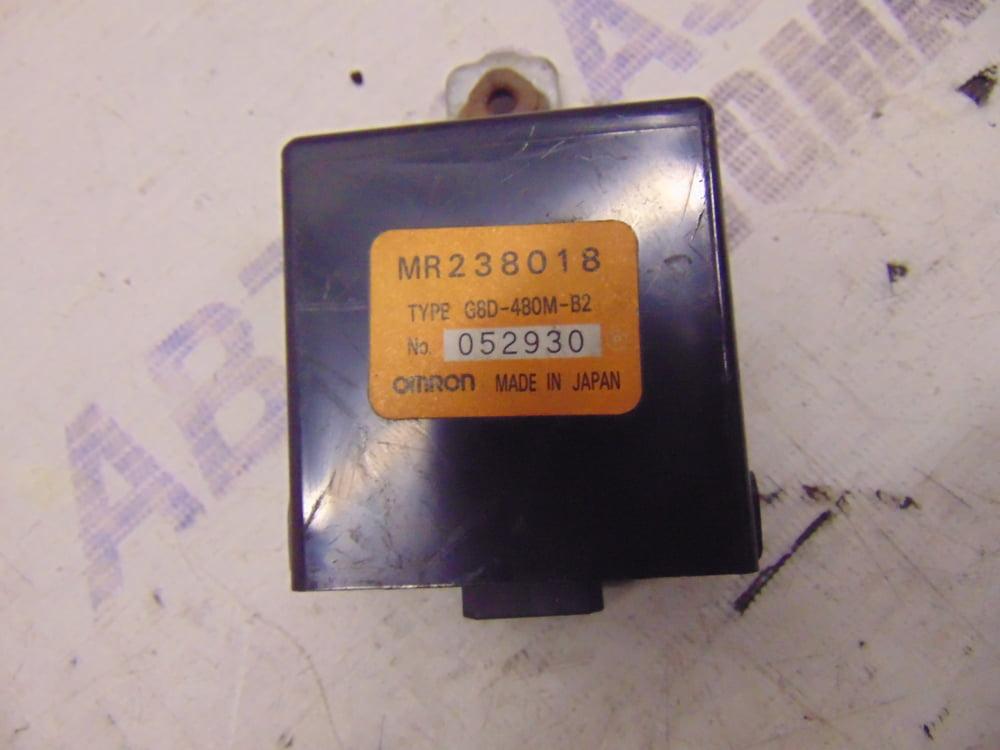 MR238018
TYPE G8D-480M-B2
No. 052930
OMRON MADE IN JAPAN